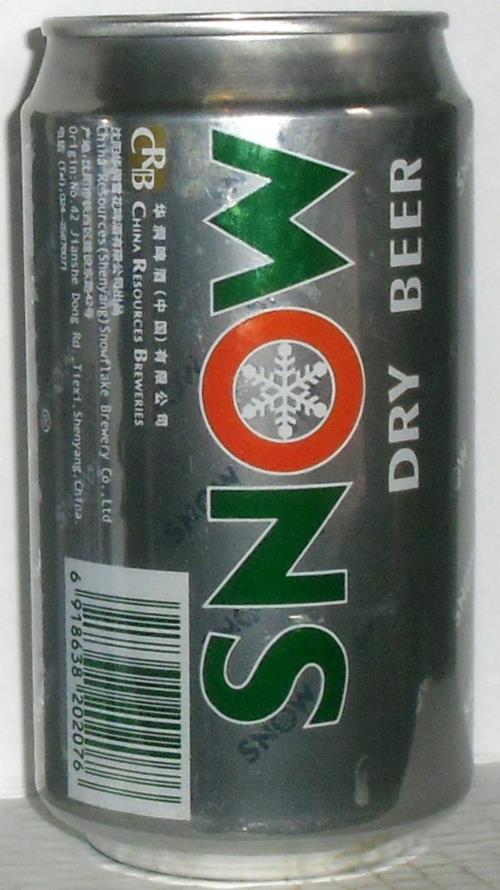 DRY BEER
SNOW
华润啤酒(中国)有限公司
CRB CHINA RESOURCES BREWERIES
China Resources(Shenyang)Snowflake Brewery Co.,Ltd
Origin:No.42 Jianshe Dong Rd.,Tiexi.Shenyang.China.
6 918638 202076